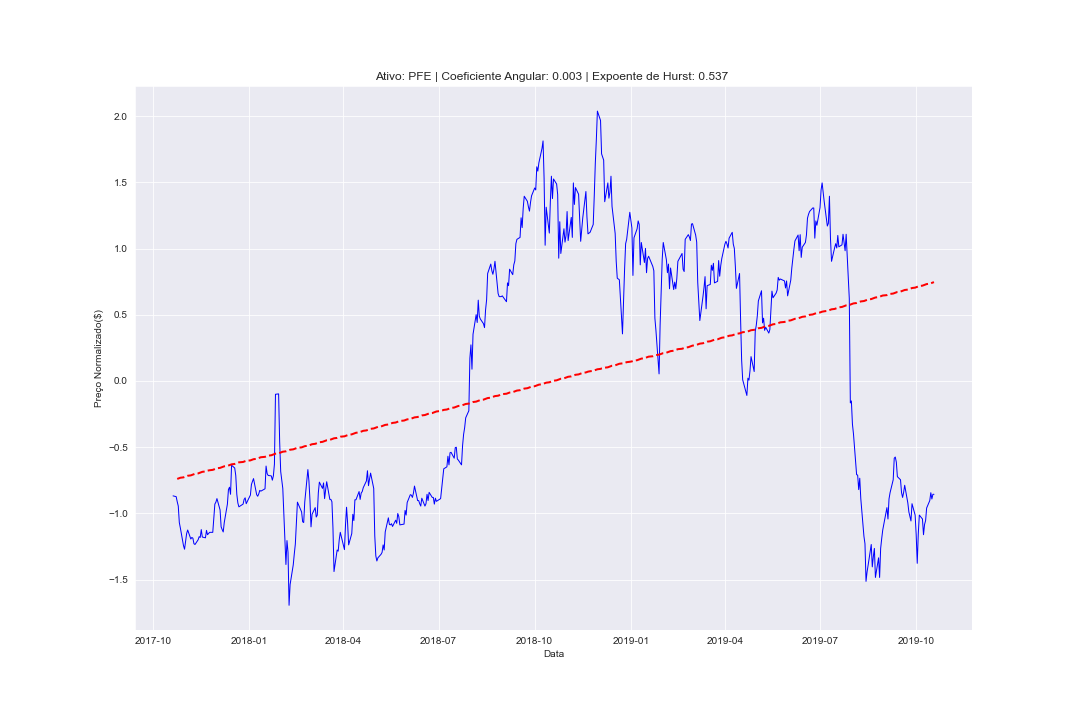 Ativo: PFE | Coeficiente Angular: 0.003 | Expoente de Hurst: 0.537
2.0
1.5
1.0
0.5
0.0
−0.5
−1.0
−1.5
Preço Normalizado($)
2017-10 2018-01 2018-04 2018-07 2018-10 2019-01 2019-04 2019-07 2019-10
Data